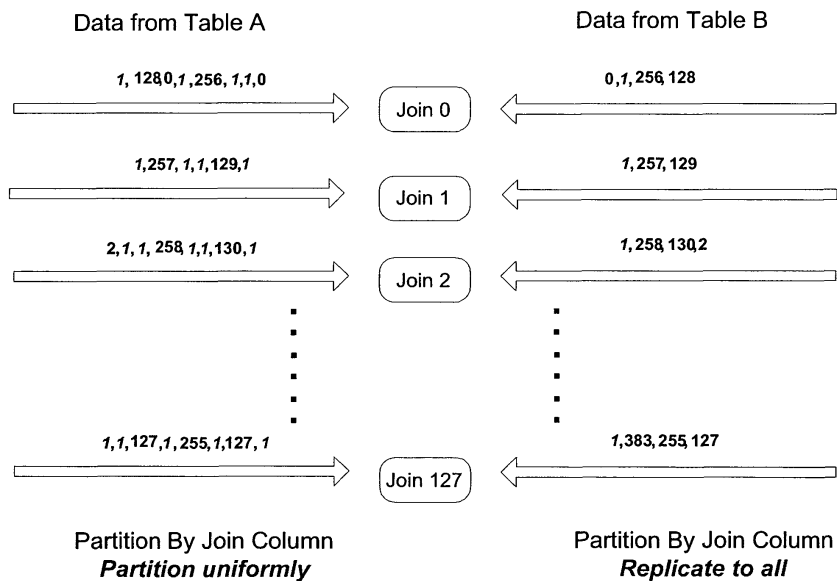 Data from Table A
Data from Table B
1, 128,0,1,256, 1,1,0
Join 0
0,1,256,128
1,257, 1,1,129,1
Join 1
1,257,129
2,1,1, 258,1,1,130,1
Join 2
1,258,130,2
1,1,127,1,255,1,127, 1
Join 127
1,383,255,127
Partition By Join Column
Partition uniformly
Partition By Join Column
Replicate to all